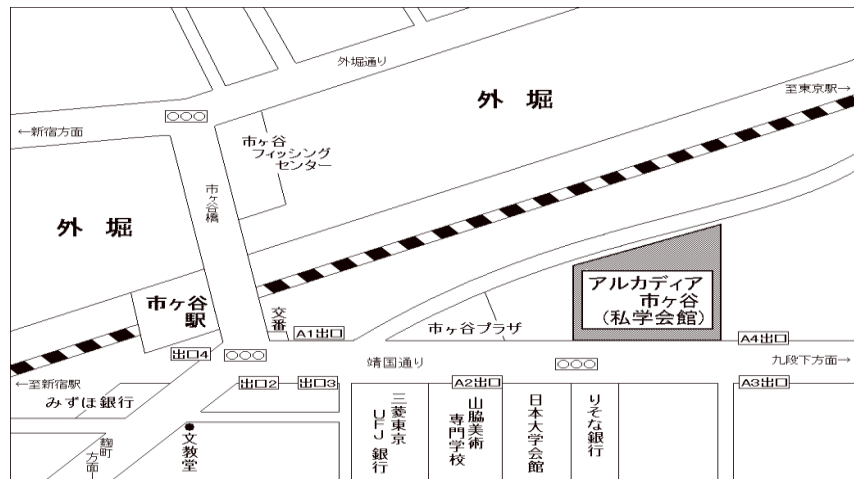 外堀通り
外 堀
至東京駅→
○○○
←新宿方面
市ヶ谷
フィッシング
センター
市ヶ谷橋
外 堀
アルカディア
市ヶ谷
(私学会館)
市ヶ谷
駅
交番
A1出口
市ヶ谷プラザ
A4出口
出口4
○○○
靖国通り
○○○
九段下方面→
←至新宿駅
出口2
出口3
A2出口
A3出口
みずほ銀行
麹町
方面→
文教堂
三菱東京
UFJ銀行
山脇美術
専門学校
日本大学会館
りそな銀行